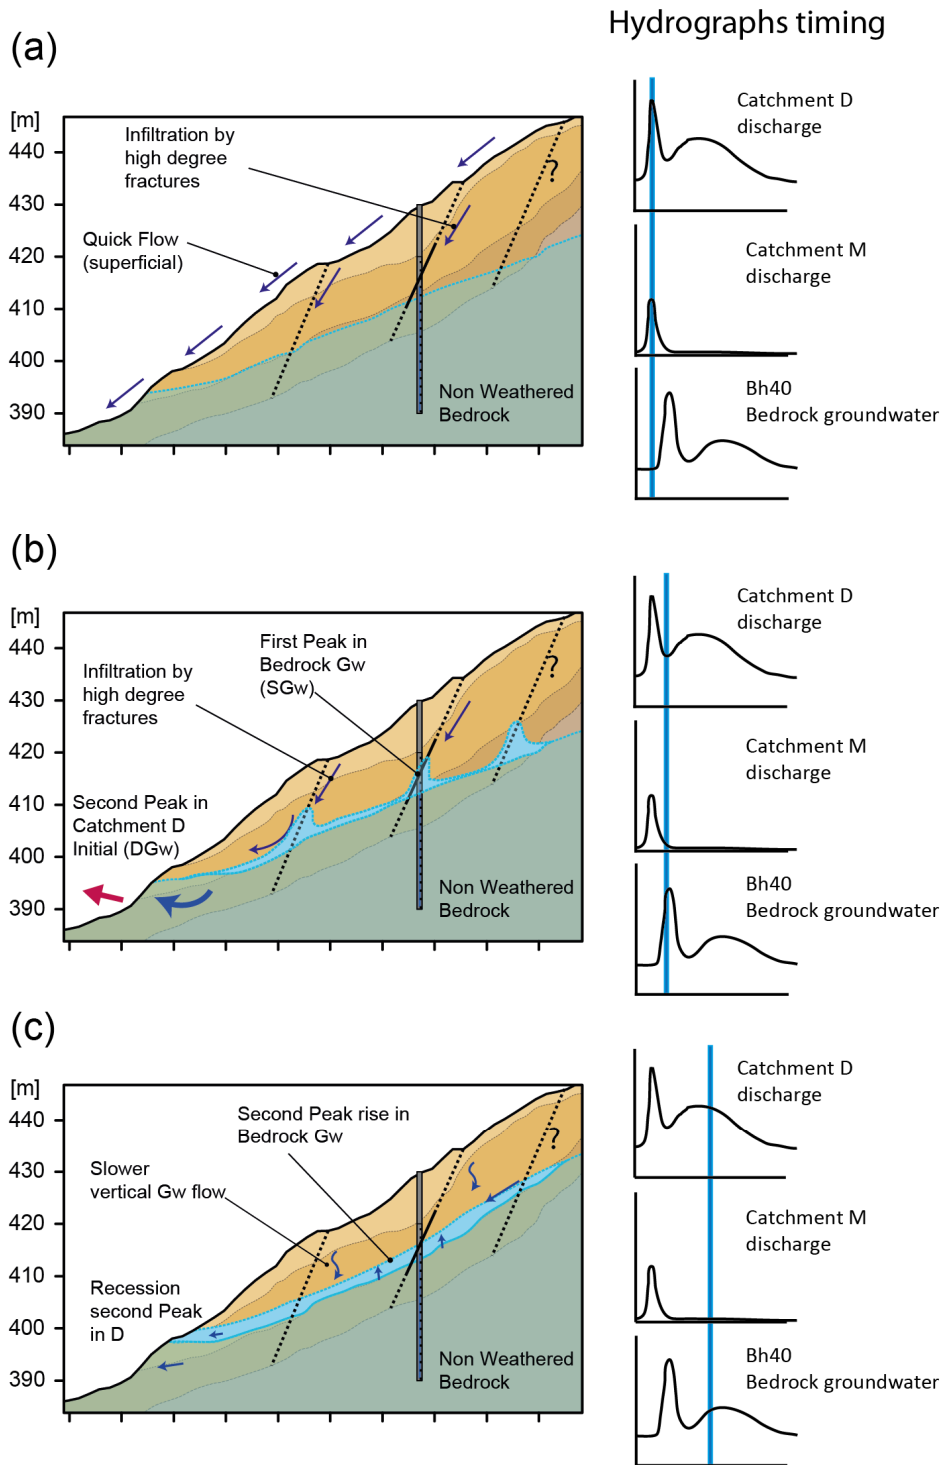 Hydrographs timing
(a)
[m]
440
430
420
410
400
390
Infiltration by
high degree
fractures
Quick Flow
(superficial)
?
Non Weathered
Bedrock
Catchment D
discharge
Catchment M
discharge
Bh40
Bedrock groundwater
(b)
[m]
440
430
420
410
400
390
First Peak in
Bedrock Gw
(SGw)
Infiltration by
high degree
fractures
Second Peak in
Catchment D
Initial (DGw)
?
Non Weathered
Bedrock
Catchment D
discharge
Catchment M
discharge
Bh40
Bedrock groundwater
(c)
[m]
440
430
420
410
400
390
Second Peak rise in
Bedrock Gw
Slower
vertical Gw flow
Recession
second Peak
in D
?
Non Weathered
Bedrock
Catchment D
discharge
Catchment M
discharge
Bh40
Bedrock groundwater